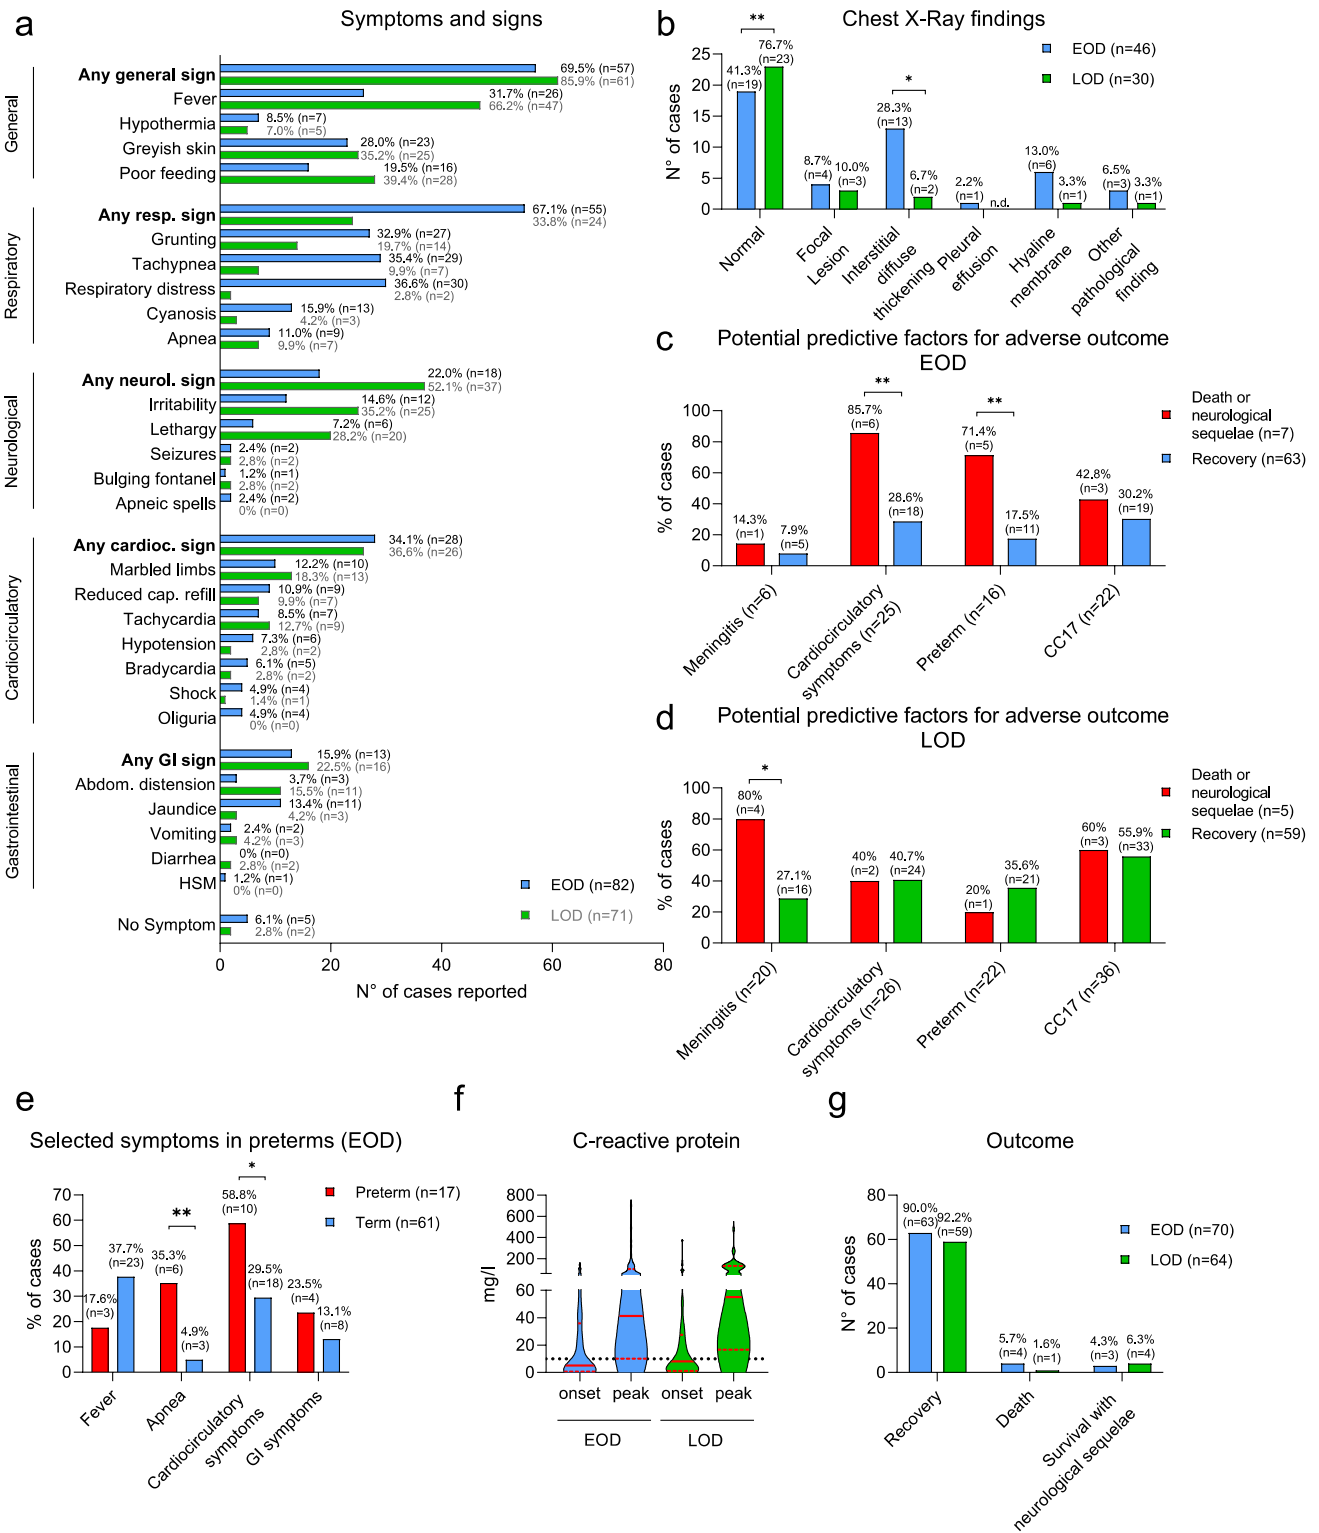 a
Symptoms and signs
General
Any general sign
69.5% (n=57)
85.9% (n=61)
Fever
31.7% (n=26)
66.2% (n=47)
Hypothermia
8.5% (n=7)
7.0% (n=5)
Greyish skin
28.0% (n=23)
35.2% (n=25)
Poor feeding
19.5% (n=16)
39.4% (n=28)
Respiratory
Any resp. sign
67.1% (n=55)
33.8% (n=24)
Grunting
32.9% (n=27)
19.7% (n=14)
Tachypnea
35.4% (n=29)
9.9% (n=7)
Respiratory distress
36.6% (n=30)
2.8% (n=2)
Cyanosis
15.9% (n=13)
4.2% (n=3)
Apnea
11.0% (n=9)
9.9% (n=7)
Neurological
Any neurol. sign
22.0% (n=18)
52.1% (n=37)
Irritability
14.6% (n=12)
35.2% (n=25)
Lethargy
7.2% (n=6)
28.2% (n=20)
Seizures
2.4% (n=2)
2.8% (n=2)
Bulging fontanel
1.2% (n=1)
2.8% (n=2)
Apneic spells
2.4% (n=2)
0% (n=0)
Cardiocirculatory
Any cardioc. sign
34.1% (n=28)
36.6% (n=26)
Marbled limbs
12.2% (n=10)
18.3% (n=13)
Reduced cap. refill
10.9% (n=9)
9.9% (n=7)
Tachycardia
8.5% (n=7)
12.7% (n=9)
Hypotension
7.3% (n=6)
2.8% (n=2)
Bradycardia
6.1% (n=5)
2.8% (n=2)
Shock
4.9% (n=4)
1.4% (n=1)
Oliguria
4.9% (n=4)
0% (n=0)
Gastrointestinal
Any GI sign
15.9% (n=13)
22.5% (n=16)
Abdom. distension
3.7% (n=3)
15.5% (n=11)
Jaundice
13.4% (n=11)
4.2% (n=3)
Vomiting
2.4% (n=2)
4.2% (n=3)
Diarrhea
0% (n=0)
2.8% (n=2)
HSM
1.2% (n=1)
0% (n=0)
No Symptom
6.1% (n=5)
2.8% (n=2)
EOD (n=82)
LOD (n=71)
0 20 40 60 80
N° of cases reported
b
Chest X-Ray findings
EOD (n=46)
LOD (n=30)
N° of cases
25
20
15
10
5
0
**
41.3%
(n=19)
76.7%
(n=23)
8.7%
(n=4)
10.0%
(n=3)
*
28.3%
(n=13)
6.7%
(n=2)
2.2%
(n=1)
n.d.
13.0%
(n=6)
3.3%
(n=1)
6.5%
(n=3)
3.3%
(n=1)
Normal
Focal
Lesion
Interstitial
diffuse
thickening
Pleural
effusion
Hyaline
membrane
Other
pathological
finding
c
Potential predictive factors for adverse outcome
EOD
Death or
neurological
sequelae (n=7)
Recovery (n=63)
% of cases
100
80
60
40
20
0
14.3%
(n=1)
7.9%
(n=5)
**
85.7%
(n=6)
28.6%
(n=18)
**
71.4%
(n=5)
17.5%
(n=11)
42.8%
(n=3)
30.2%
(n=19)
Meningitis (n=6)
Cardiocirculatory
symptoms (n=25)
Preterm (n=16)
CC17 (n=22)
d
Potential predictive factors for adverse outcome
LOD
Death or
neurological
sequelae (n=5)
Recovery (n=59)
% of cases
100
80
60
40
20
0
*
80%
(n=4)
27.1%
(n=16)
40%
(n=2)
40.7%
(n=24)
20%
(n=1)
35.6%
(n=21)
60%
(n=3)
55.9%
(n=33)
Meningitis (n=20)
Cardiocirculatory
symptoms (n=26)
Preterm (n=22)
CC17 (n=36)
e
Selected symptoms in preterms (EOD)
Preterm (n=17)
Term (n=61)
% of cases
70
60
50
40
30
20
10
0
17.6%
(n=3)
37.7%
(n=23)
**
35.3%
(n=6)
4.9%
(n=3)
*
58.8%
(n=10)
29.5%
(n=18)
23.5%
(n=4)
13.1%
(n=8)
Fever
Apnea
Cardiocirculatory
symptoms
GI symptoms
f
C-reactive protein
mg/l
800
600
400
200
60
40
20
0
onset peak onset peak
EOD LOD
g
Outcome
EOD (n=70)
LOD (n=64)
N° of cases
80
60
40
20
0
90.0%
(n=63)
92.2%
(n=59)
5.7%
(n=4)
1.6%
(n=1)
4.3%
(n=3)
6.3%
(n=4)
Recovery
Death
Survival with
neurological sequelae